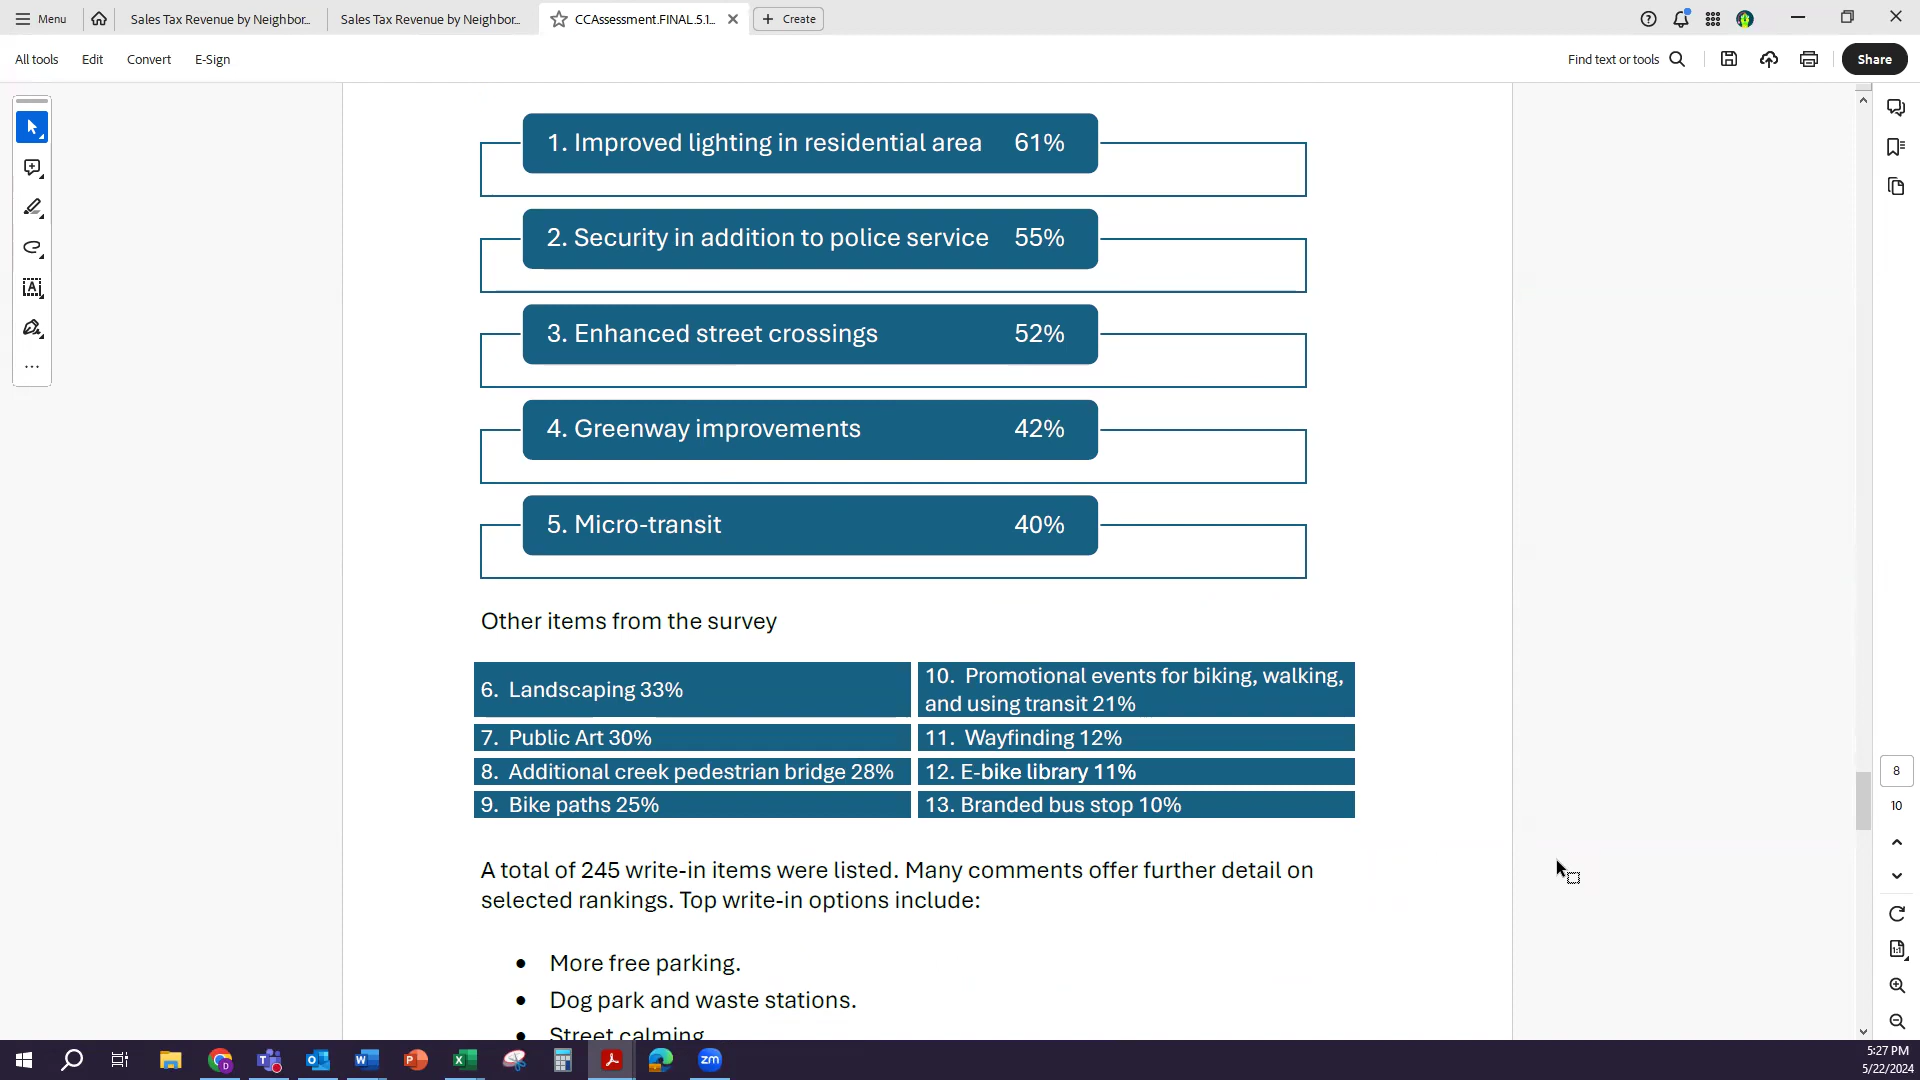 Menu
Sales Tax Revenue by Neighbor...
Sales Tax Revenue by Neighbor...
CCAssessment.FINAL.5.1...
Create
All tools
Edit
Convert
E-Sign
Find text or tools
Share
1. Improved lighting in residential area 61%
2. Security in addition to police service 55%
3. Enhanced street crossings 52%
4. Greenway improvements 42%
5. Micro-transit 40%
Other items from the survey
6. Landscaping 33%
10. Promotional events for biking, walking,
and using transit 21%
7. Public Art 30%
11. Wayfinding 12%
8. Additional creek pedestrian bridge 28%
12. E-bike library 11%
9. Bike paths 25%
13. Branded bus stop 10%
A total of 245 write-in items were listed. Many comments offer further detail on
selected rankings. Top write-in options include:
• More free parking.
• Dog park and waste stations.
• Street calming
8
10
5:27 PM
5/22/2024